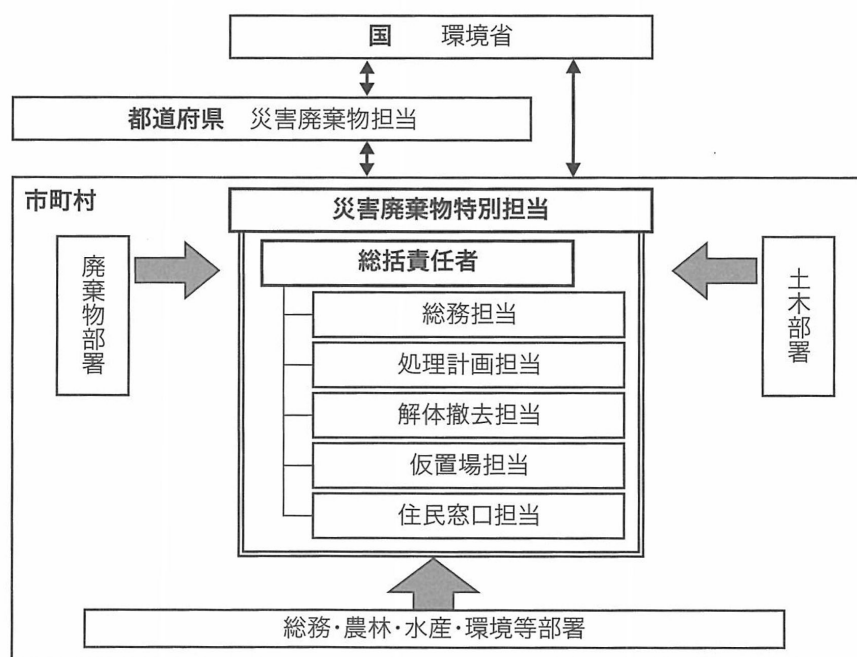 国　環境省
都道府県　災害廃棄物担当
市町村
災害廃棄物特別担当
廃棄物部署
総括責任者
土木部署
総務担当
処理計画担当
解体撤去担当
仮置場担当
住民窓口担当
総務・農林・水産・環境等部署